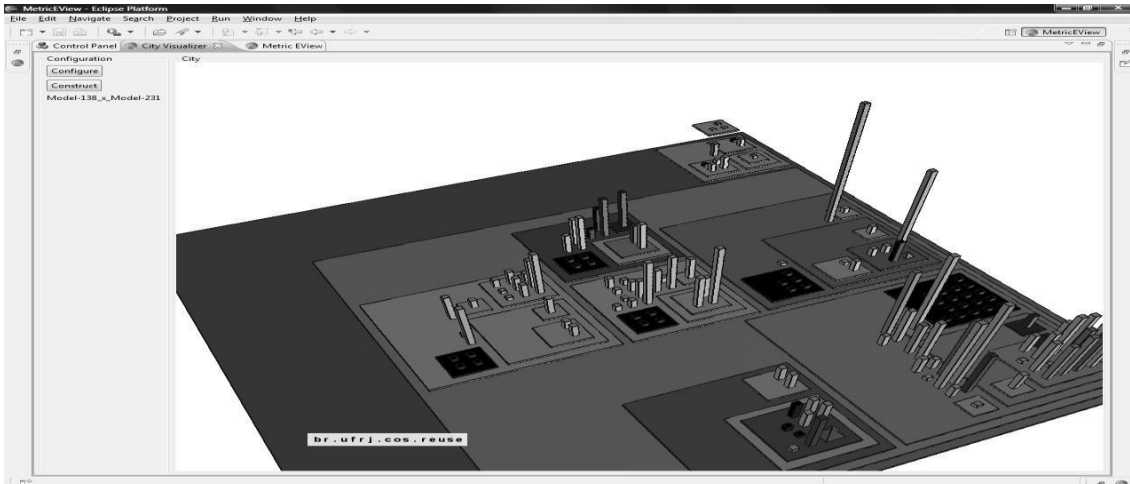 MetricEView - Eclipse Platform
File Edit Navigate Search Project Run Window Help
MetricEView
Control Panel City Visualizer Metric EView
Configuration
City
Configure
Construct
Model-138_x_Model-231
br.ufrj.cos.reuse